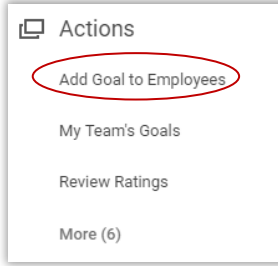 Actions
Add Goal to Employees
My Team's Goals
Review Ratings
More (6)